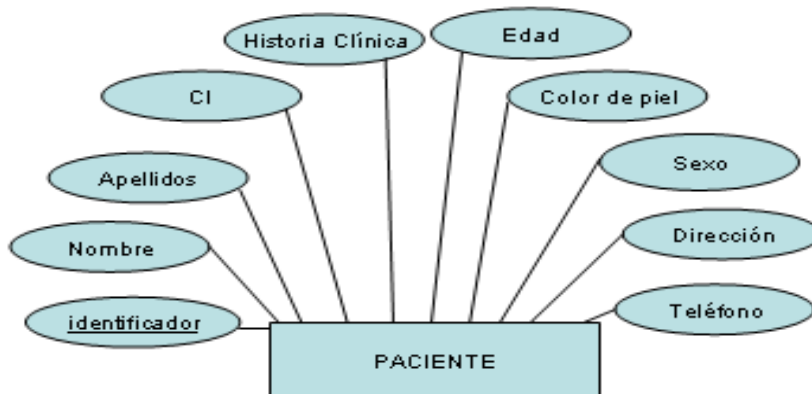 Historia Clínica
Edad
CI
Color de piel
Apellidos
Sexo
Nombre
Dirección
identificador
Teléfono
PACIENTE